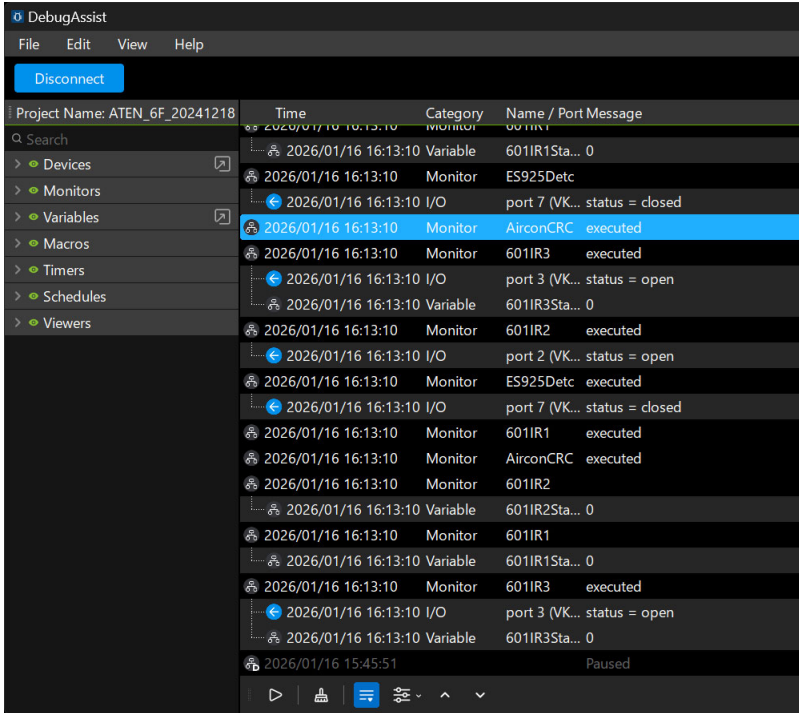 DebugAssist
File Edit View Help
Disconnect
Project Name: ATEN_6F_20241218
Search
Devices
Monitors
Variables
Macros
Timers
Schedules
Viewers
Time Category Name / Port Message
2026/01/16 16:13:10 Monitor 601IR1
2026/01/16 16:13:10 Variable 601IR1Sta... 0
2026/01/16 16:13:10 Monitor ES925Detc
2026/01/16 16:13:10 I/O port 7 (VK... status = closed
2026/01/16 16:13:10 Monitor AirconCRC executed
2026/01/16 16:13:10 Monitor 601IR3 executed
2026/01/16 16:13:10 I/O port 3 (VK... status = open
2026/01/16 16:13:10 Variable 601IR3Sta... 0
2026/01/16 16:13:10 Monitor 601IR2 executed
2026/01/16 16:13:10 I/O port 2 (VK... status = open
2026/01/16 16:13:10 Monitor ES925Detc executed
2026/01/16 16:13:10 I/O port 7 (VK... status = closed
2026/01/16 16:13:10 Monitor 601IR1 executed
2026/01/16 16:13:10 Monitor AirconCRC executed
2026/01/16 16:13:10 Monitor 601IR2
2026/01/16 16:13:10 Variable 601IR2Sta... 0
2026/01/16 16:13:10 Monitor 601IR1
2026/01/16 16:13:10 Variable 601IR1Sta... 0
2026/01/16 16:13:10 Monitor 601IR3 executed
2026/01/16 16:13:10 I/O port 3 (VK... status = open
2026/01/16 16:13:10 Variable 601IR3Sta... 0
2026/01/16 15:45:51 Paused